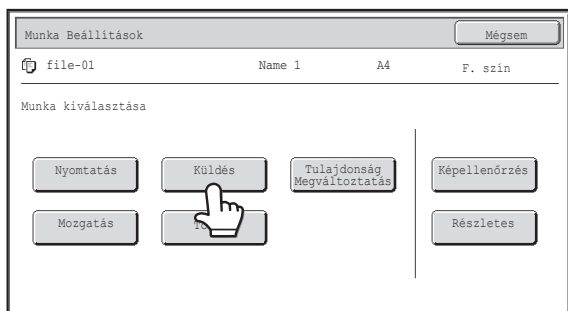 Munka Beállítások
Mégsem
file-01 Name 1 A4 F. szín
Munka kiválasztása
Nyomtatás Küldés Tulajdonság
Megváltoztatás Képellenőrzés
Mozgatás Részletes